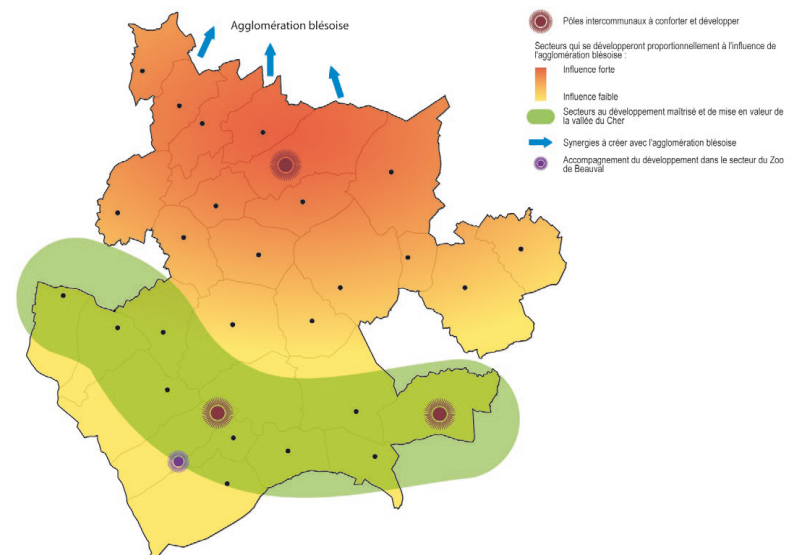 Agglomération blésoise
Pôles intercommunaux à conforter et développer
Secteurs qui se développeront proportionnellement à l'influence de
l'agglomération blésoise :
Influence forte
Influence faible
Secteurs au développement maîtrisé et de mise en valeur de
la vallée du Cher
Synergies à créer avec l'agglomération blésoise
Accompagnement du développement dans le secteur du Zoo
de Beauval